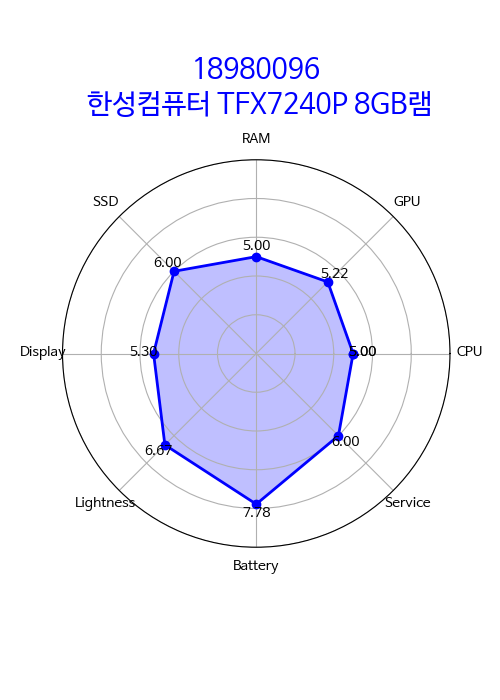 18980096
한성컴퓨터 TFX7240P 8GB램
RAM
SSD
GPU
5.00
6.00
5.22
Display
5.30
5.00
CPU
6.67
6.00
Lightness
Service
7.78
Battery